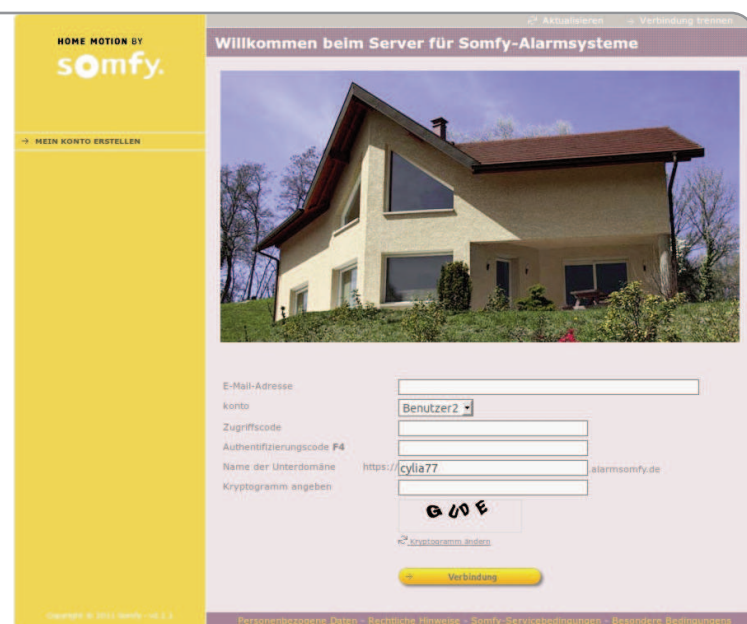 Aktualisieren → Verbindung trennen
HOME MOTION BY
somfy.
Willkommen beim Server für Somfy-Alarmsysteme
→ MEIN KONTO ERSTELLEN
E-Mail-Adresse
konto Benutzer2
Zugriffscode
Authentifizierungscode F4
Name der Unterdomäne https:// cylia77 .alarmsomfy.de
Kryptogramm angeben
GUDE
Kryptogramm ändern
→ Verbindung
Personenbezogene Daten - Rechtliche Hinweise - Somfy-Servicebedingungen - Besondere Bedingungens